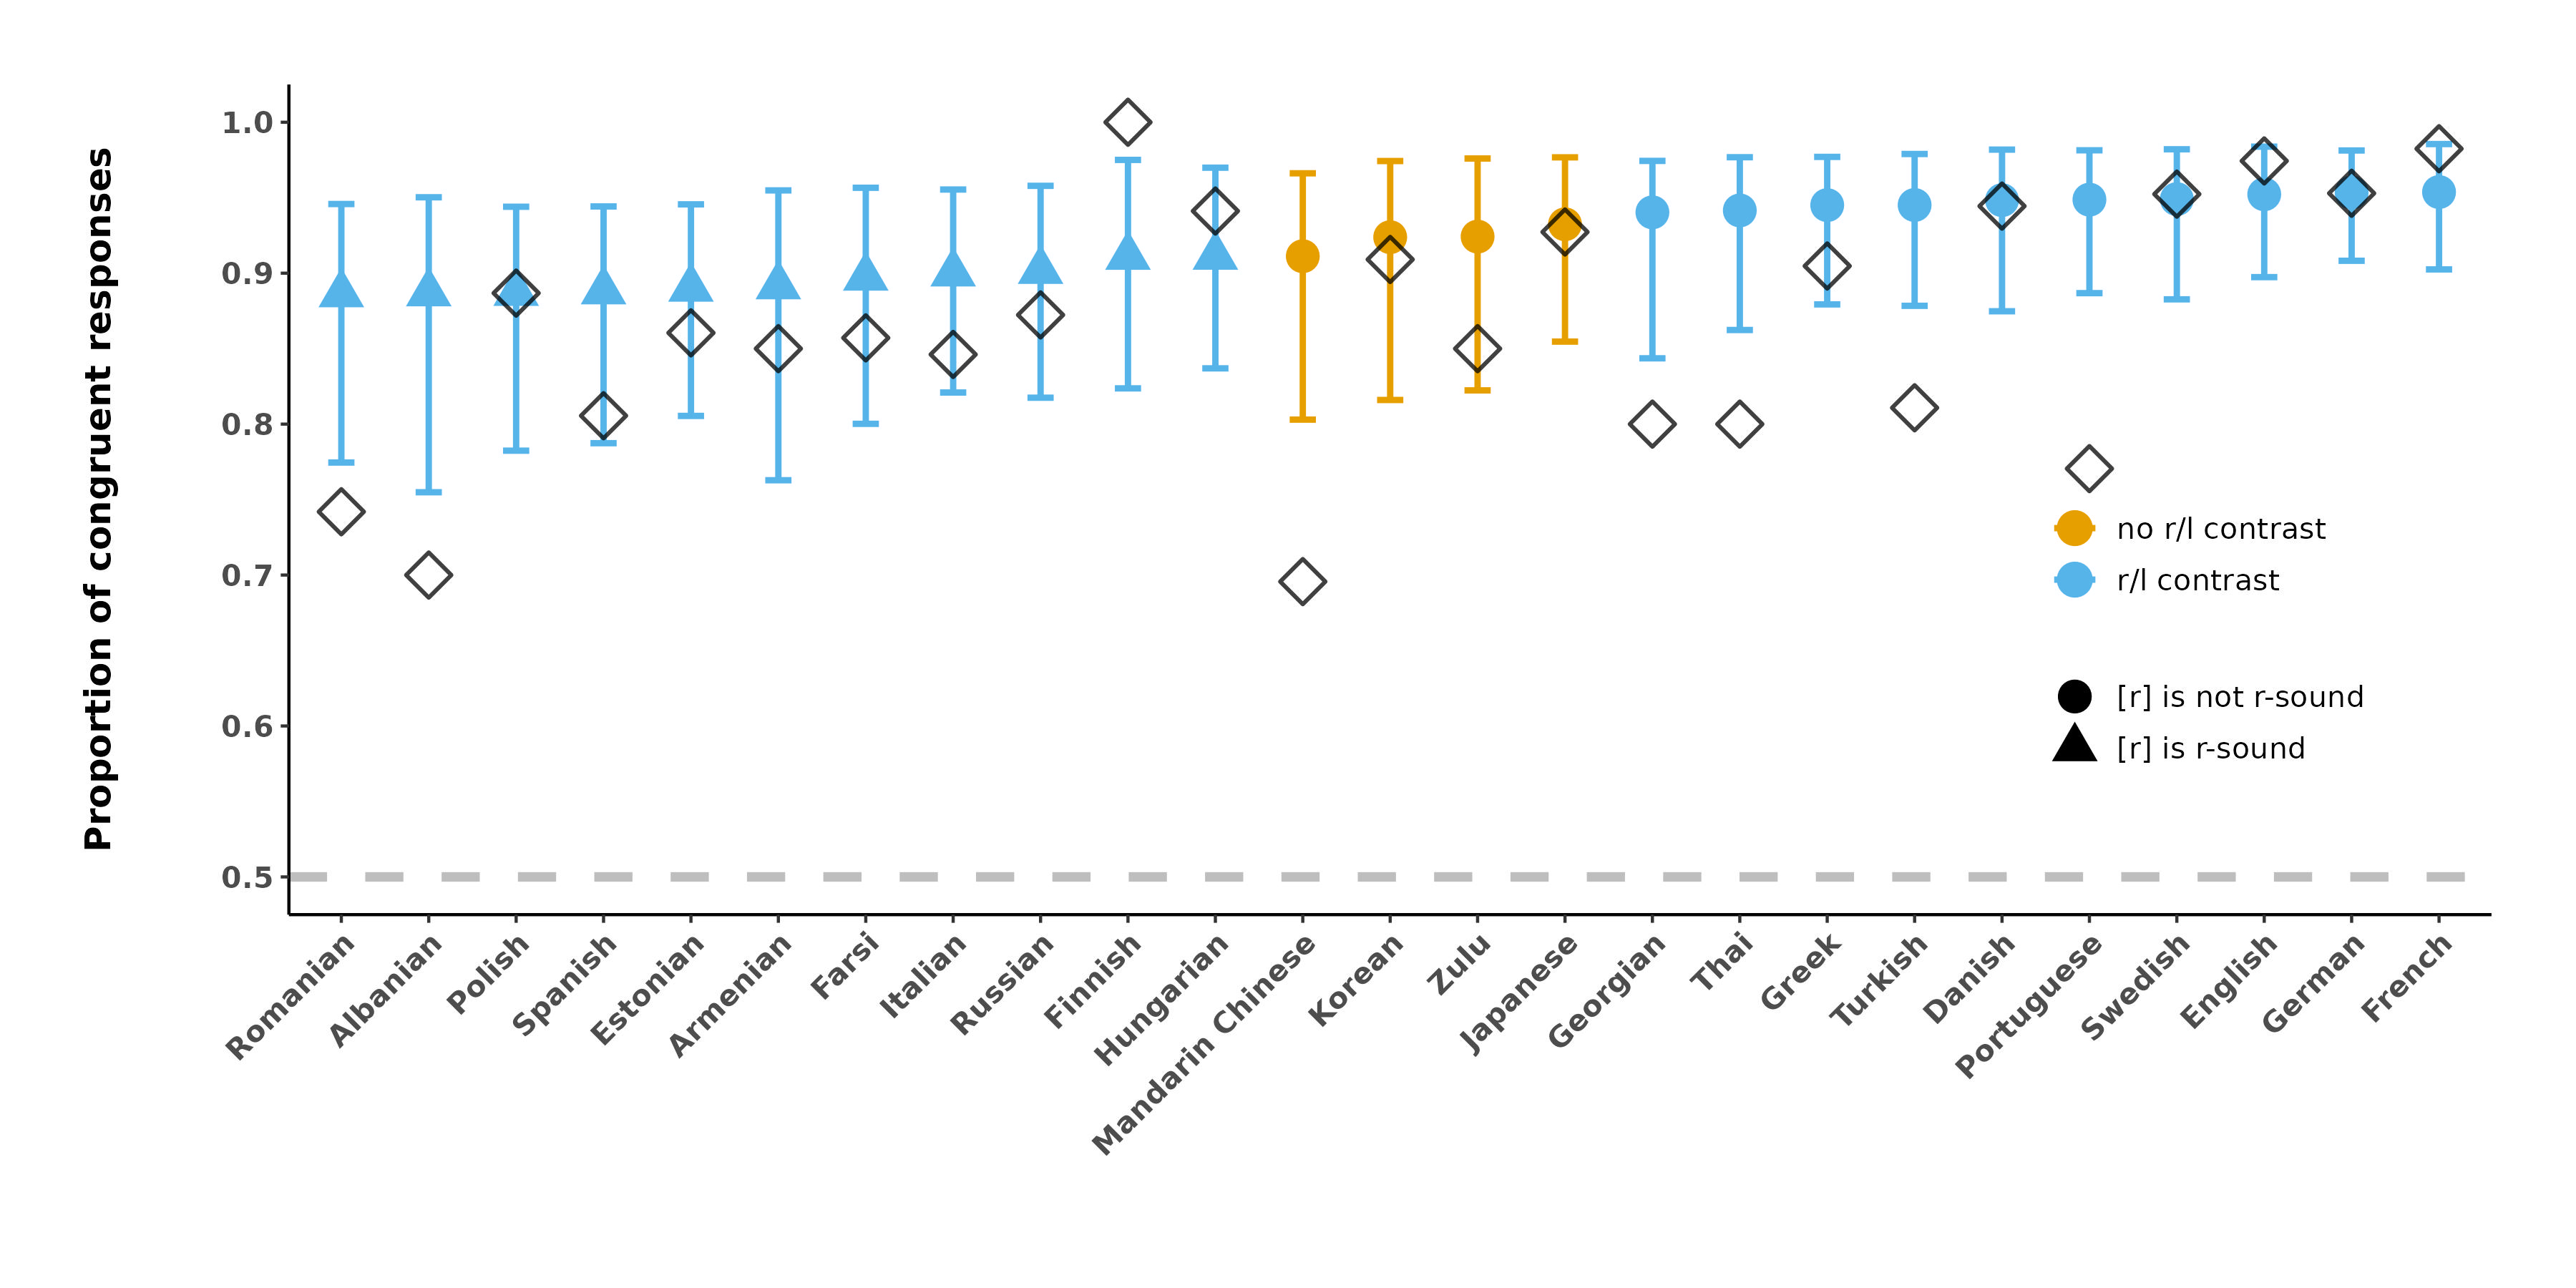 Proportion of congruent responses
1.0
0.9
0.8
0.7
0.6
0.5
no r/l contrast
r/l contrast
[r] is not r-sound
[r] is r-sound
Romanian
Albanian
Polish
Spanish
Estonian
Armenian
Farsi
Italian
Russian
Finnish
Hungarian
Mandarin Chinese
Korean
Zulu
Japanese
Georgian
Thai
Greek
Turkish
Danish
Portuguese
Swedish
English
German
French